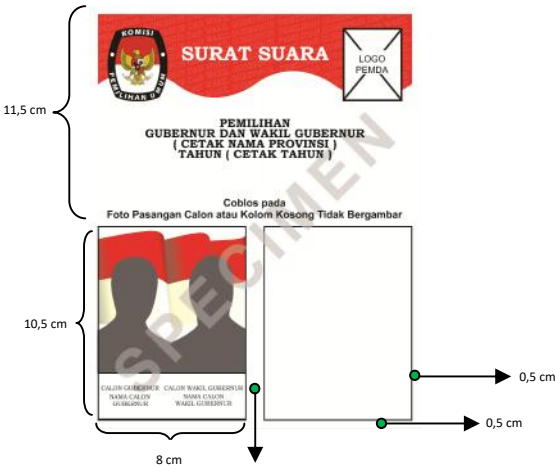 KOMISI
PEMILIHAN UMUM
SURAT SUARA
LOGO
PEMDA
11,5 cm
PEMILIHAN
GUBERNUR DAN WAKIL GUBERNUR
( CETAK NAMA PROVINSI )
TAHUN ( CETAK TAHUN )
SPECIMEN
Coblos pada
Foto Pasangan Calon atau Kolom Kosong Tidak Bergambar
10,5 cm
CALON GUBERNUR CALON WAKIL GUBERNUR
NAMA CALON NAMA CALON
GUBERNUR WAKIL GUBERNUR
0,5 cm
0,5 cm
8 cm